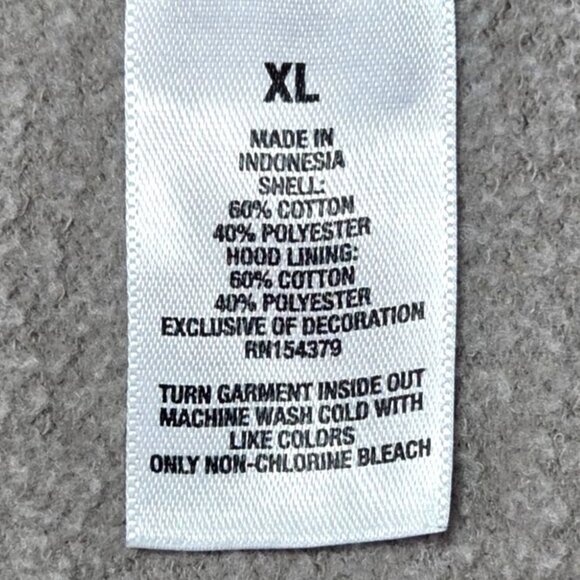 XL
MADE IN
INDONESIA
SHELL:
60% COTTON
40% POLYESTER
HOOD LINING:
60% COTTON
40% POLYESTER
EXCLUSIVE OF DECORATION
RN154379
TURN GARMENT INSIDE OUT
MACHINE WASH COLD WITH
LIKE COLORS
ONLY NON-CHLORINE BLEACH